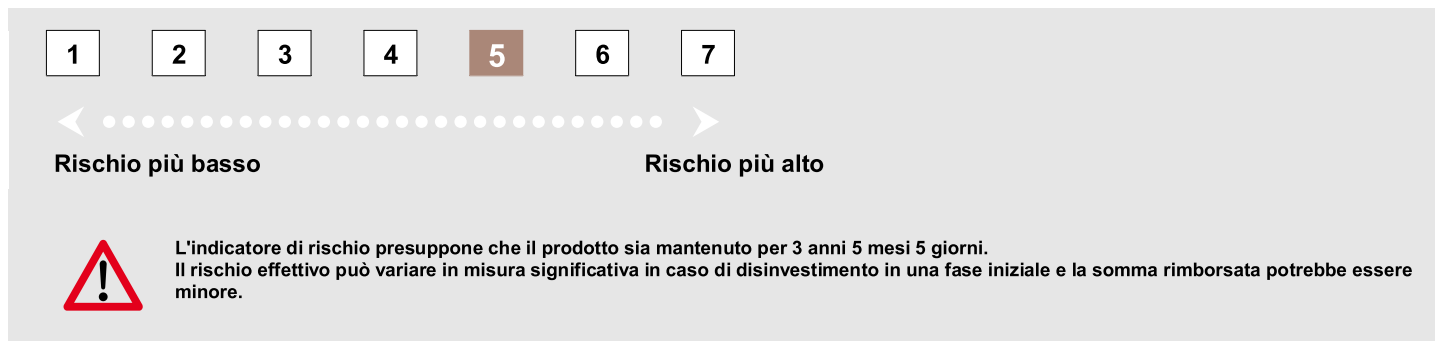 1 2 3 4 5 6 7
Rischio più basso Rischio più alto
L'indicatore di rischio presuppone che il prodotto sia mantenuto per 3 anni 5 mesi 5 giorni.
Il rischio effettivo può variare in misura significativa in caso di disinvestimento in una fase iniziale e la somma rimborsata potrebbe essere
minore.